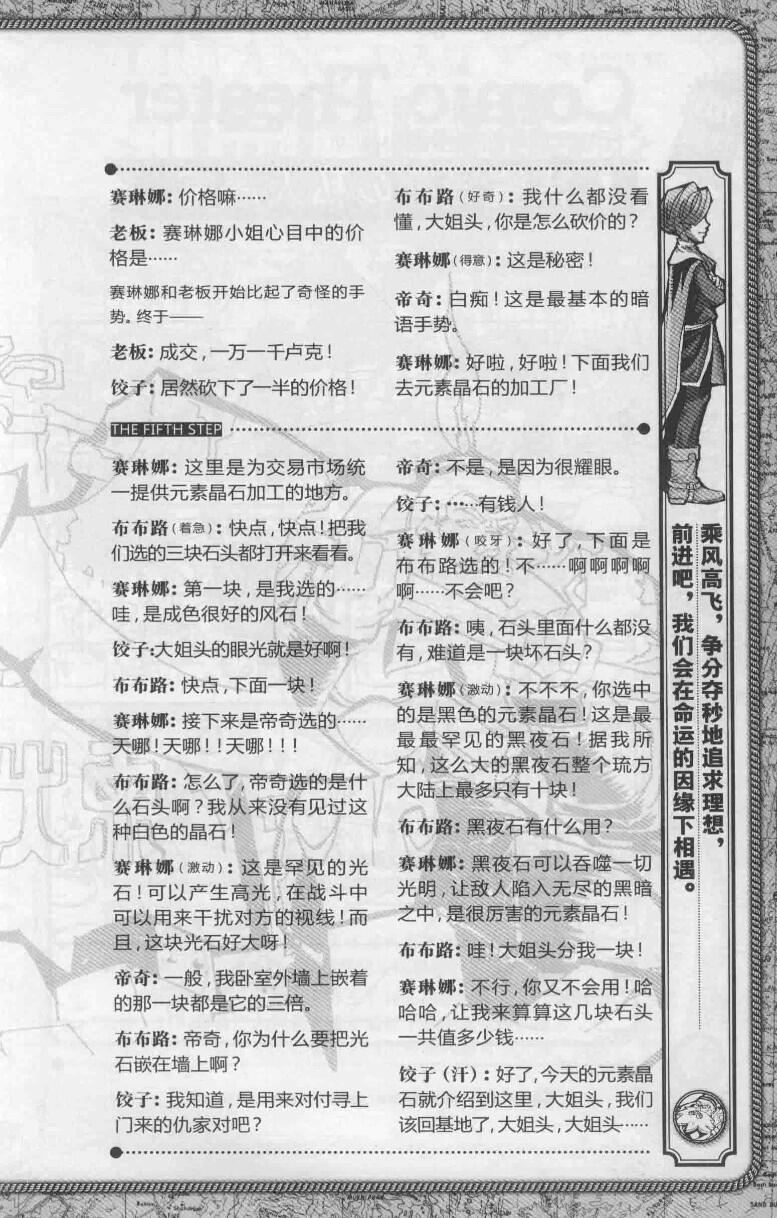 赛琳娜：价格嘛……
老板：赛琳娜小姐心目中的价
格是……
赛琳娜和老板开始比起了奇怪的手
势。终于——
老板：成交，一万一千卢克！
饺子：居然砍下了一半的价格！
布布路（好奇）：我什么都没看
懂，大姐头，你是怎么砍价的？
赛琳娜（得意）：这是秘密！
帝奇：白痴！这是最基本的暗
语手势。
赛琳娜：好啦，好啦！下面我们
去元素晶石的加工厂！
THE FIFTH STEP
赛琳娜：这里是为交易市场统
一提供元素晶石加工的地方。
布布路（着急）：快点，快点！把我
们选的三块石头都打开来看看。
赛琳娜：第一块，是我选的……
哇，是成色很好的风石！
饺子：大姐头的眼光就是好啊！
布布路：快点，下面一块！
赛琳娜：接下来是帝奇选的……
天哪！天哪！！天哪！！！
布布路：怎么了，帝奇选的是什
么石头啊？我从来没有见过这
种白色的晶石！
赛琳娜（激动）：这是罕见的光
石！可以产生高光，在战斗中
可以用来干扰对方的视线！而
且，这块光石好大呀！
帝奇：一般，我卧室外墙上嵌着
的那一块都是它的三倍。
布布路：帝奇，你为什么要把光
石嵌在墙上啊？
饺子：我知道，是用来对付寻上
门来的仇家对吧？
帝奇：不是，是因为很耀眼。
饺子：……有钱人！
赛琳娜（咬牙）：好了，下面是
布布路选的！不……啊啊啊啊
啊……不会吧？
布布路：咦，石头里面什么都没
有，难道是一块坏石头？
赛琳娜（激动）：不不不，你选中
的是黑色的元素晶石！这是最
最最罕见的黑夜石！据我所
知，这么大的黑夜石整个琉方
大陆上最多只有十块！
布布路：黑夜石有什么用？
赛琳娜：黑夜石可以吞噬一切
光明，让敌人陷入无尽的黑暗
之中，是很厉害的元素晶石！
布布路：哇！大姐头分我一块！
赛琳娜：不行，你又不会用！哈
哈哈，让我来算算这几块石头
一共值多少钱……
饺子（汗）：好了，今天的元素晶
石就介绍到这里，大姐头，我们
该回基地了，大姐头，大姐头……
乘风高飞，争分夺秒地追求理想，
前进吧，我们会在命运的因缘下相遇。